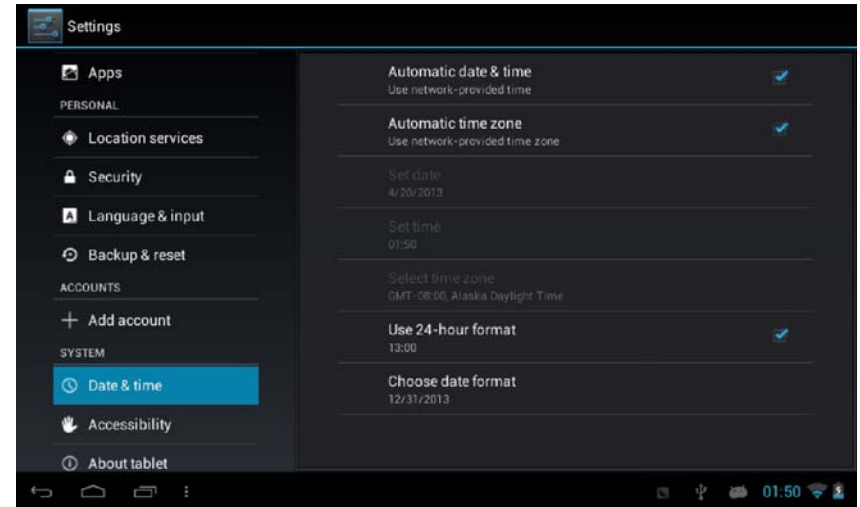 Settings
Apps
PERSONAL
Location services
Security
A Language & input
Backup & reset
ACCOUNTS
Add account
SYSTEM
Date & time
Accessibility
About tablet
Automatic date & time
Use network-provided time
Automatic time zone
Use network-provided time zone
Set date
4/20/2013
Set time
01:50
Select time zone
GMT-08:00, Alaska Daylight Time
Use 24-hour format
13:00
Choose date format
12/31/2013
01:50